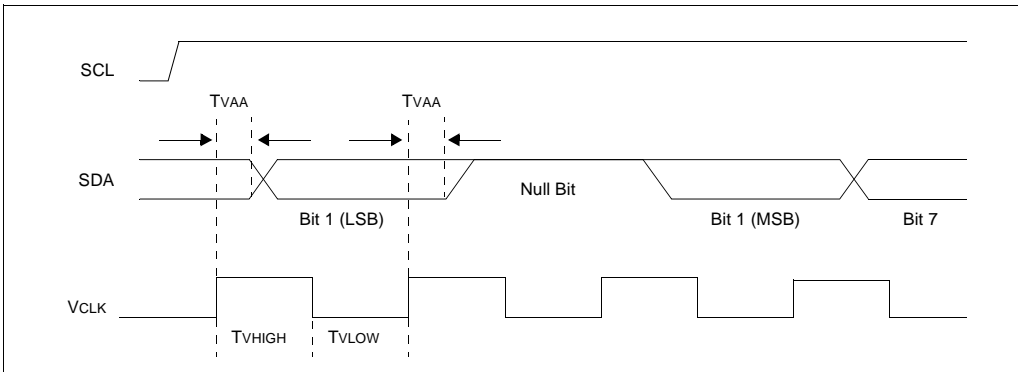 SCL
TVAA TVAA
SDA
Null Bit
Bit 1 (LSB) Bit 1 (MSB) Bit 7
VCLK
TVHIGH TVLOW